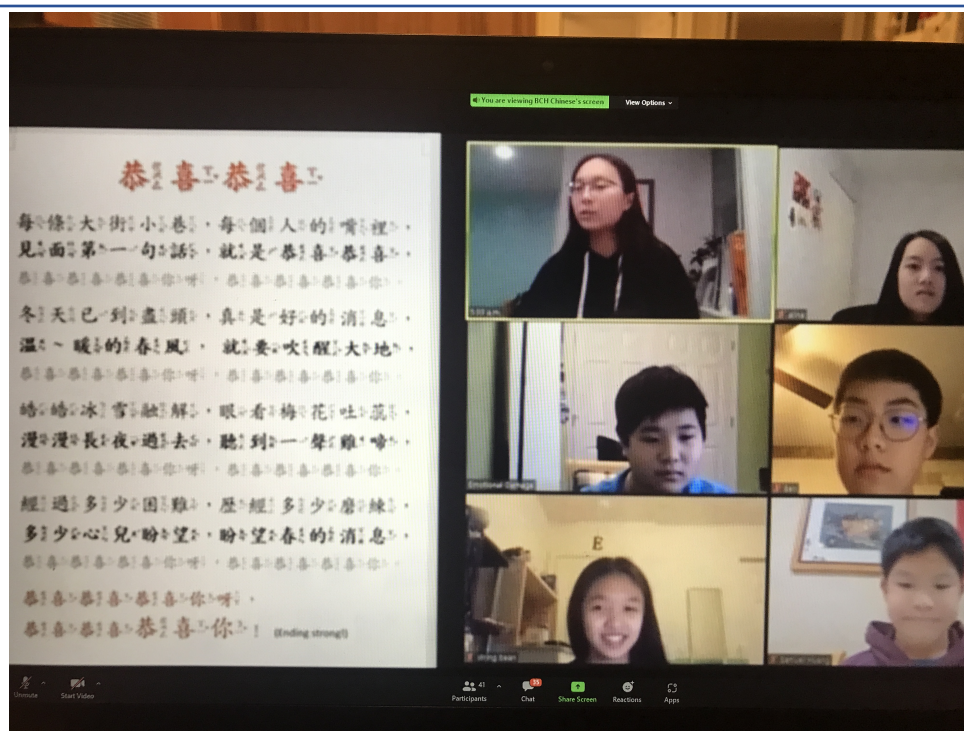 You are viewing BCH Chinese's screen View Options
恭喜恭喜
每條大街小巷，每個人的嘴裡，
見面第一句話，就是恭喜恭喜，
恭喜恭喜恭喜你呀，恭喜恭喜恭喜你。
冬天已到盡頭，真是好的消息，
溫～暖的春風，就要吹醒大地，
恭喜恭喜恭喜你呀，恭喜恭喜恭喜你。
皓皓冰雪融解，眼看梅花吐蕊，
漫漫長夜過去，聽到一聲雞啼，
恭喜恭喜恭喜你呀，恭喜恭喜恭喜你。
經過多少困難，歷經多少磨練，
多少心兒盼望，盼望春的消息，
恭喜恭喜恭喜你呀，恭喜恭喜恭喜你。
恭喜恭喜恭喜你呀，
恭喜恭喜恭喜你！ (Ending strong!)
5:00 a.m.
alina
Emotional Damage
E
Samuel Huang
Unmute
Start Video
41
Participants
35
Chat
Share Screen
Reactions
Apps